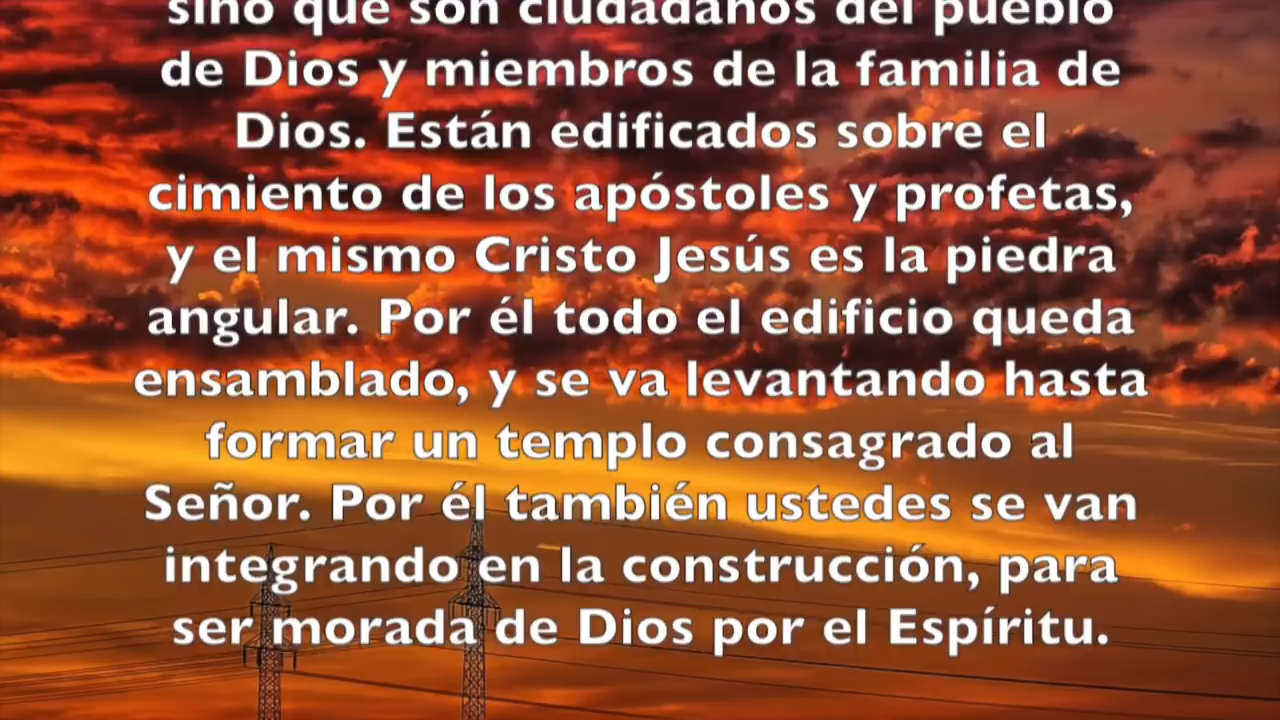 sino que son ciudadanos del pueblo
de Dios y miembros de la familia de
Dios. Están edificados sobre el
cimiento de los apóstoles y profetas,
y el mismo Cristo Jesús es la piedra
angular. Por él todo el edificio queda
ensamblado, y se va levantando hasta
formar un templo consagrado al
Señor. Por él también ustedes se van
integrando en la construcción, para
ser morada de Dios por el Espíritu.